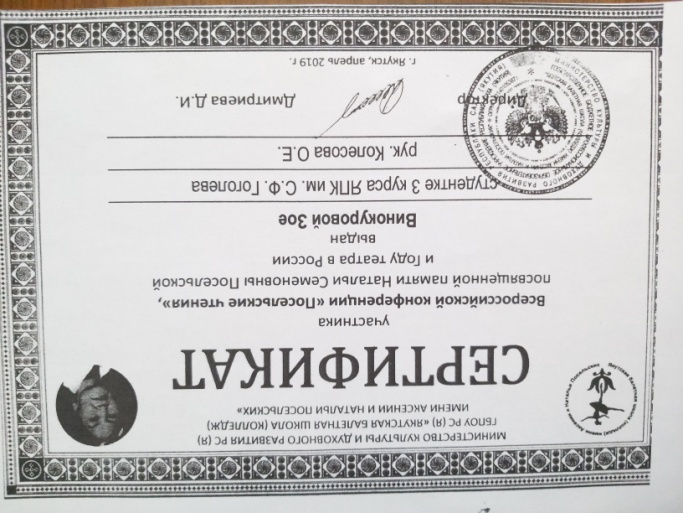 МИНИСТЕРСТВО КУЛЬТУРЫ И ДУХОВНОГО РАЗВИТИЯ РС (Я)
ГБПОУ РС (Я) «ЯКУТСКАЯ БАЛЕТНАЯ ШКОЛА (КОЛЛЕДЖ)
ИМЕНИ АКСЕНИИ И НАТАЛЬИ ПОСЕЛЬСКИХ»
СЕРТИФИКАТ
участника
Всероссийской конференции «Посельские чтения»,
посвященной памяти Натальи Семеновны Посельской
и Году театра в России
выдан
Винокуровой Зое
студентке 3 курса ЯПК им. С.Ф. Гоголева
рук. Колесова О.Е.
Директор Дмитриева Д.И.
г. Якутск, апрель 2019 г.